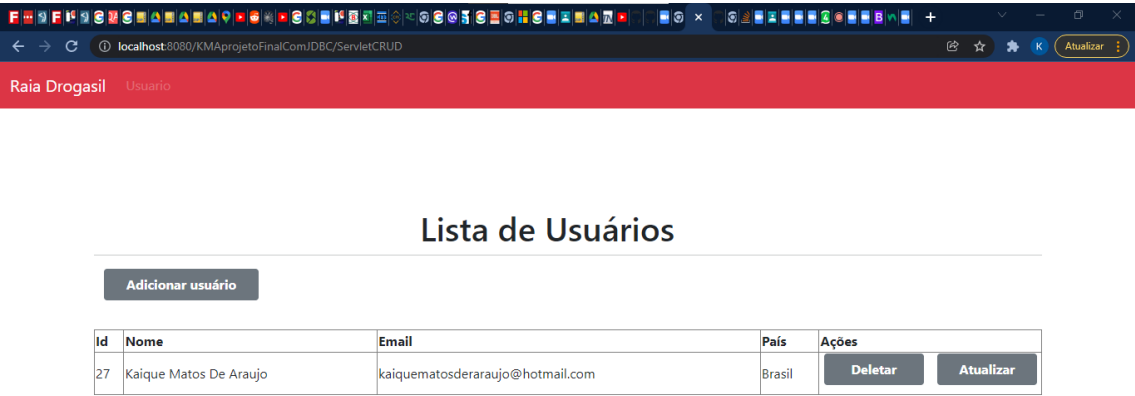 localhost:8080/KMAprojetoFinalComJDBC/ServletCRUD
K
Atualizar
Raia Drogasil Usuario
Lista de Usuários
Adicionar usuário
Id Nome Email País Ações
27 Kaique Matos De Araujo kaiquematosderaraujo@hotmail.com Brasil Deletar Atualizar